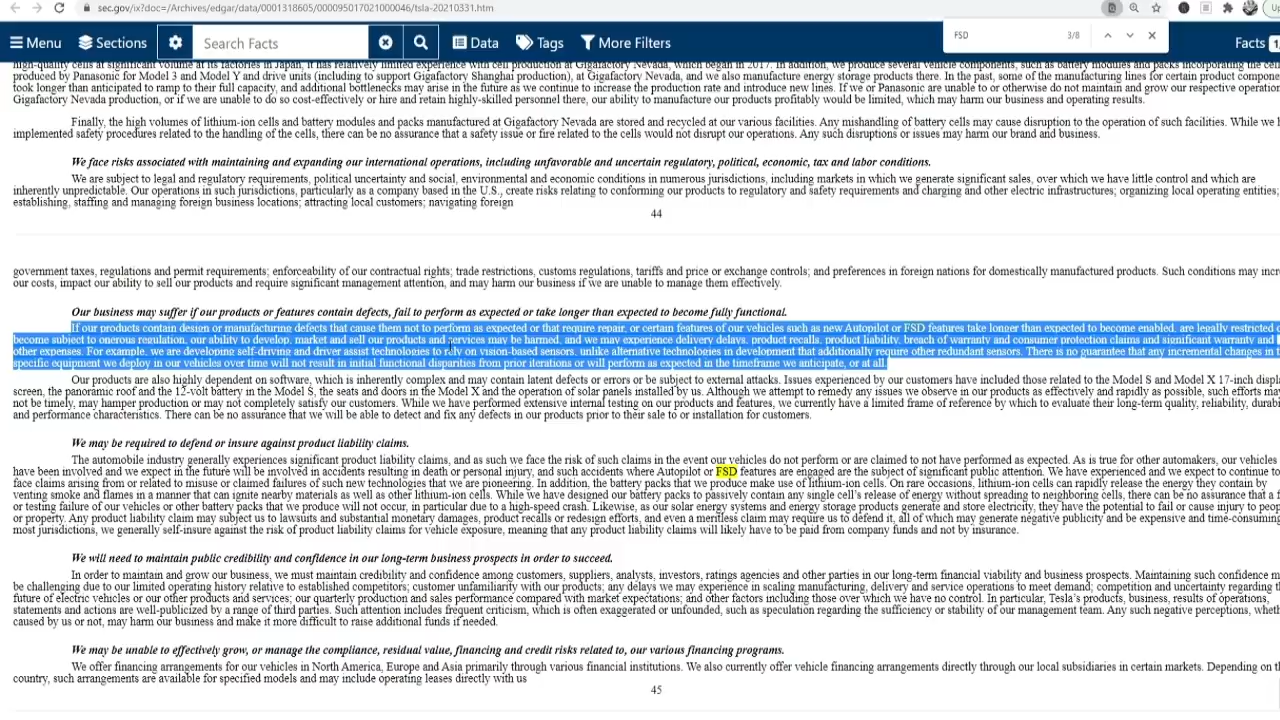 sec.gov/ix?doc=/Archives/edgar/data/0001318605/000095017021000046/tsla-20210331.htm
FSD 3/8
Menu Sections Search Facts Data Tags More Filters Facts 1
high-quality cells at significant volume at its factories in Japan, it has relatively limited experience with cell production at Gigafactory Nevada, which began in 2017. In addition, we produce several vehicle components, such as battery modules and packs incorporating the cell
produced by Panasonic for Model 3 and Model Y and drive units (including to support Gigafactory Shanghai production), at Gigafactory Nevada, and we also manufacture energy storage products there. In the past, some of the manufacturing lines for certain product compone
took longer than anticipated to ramp to their full capacity, and additional bottlenecks may arise in the future as we continue to increase the production rate and introduce new lines. If we or Panasonic are unable to or otherwise do not maintain and grow our respective operation
Gigafactory Nevada production, or if we are unable to do so cost-effectively or hire and retain highly-skilled personnel there, our ability to manufacture our products profitably would be limited, which may harm our business and operating results.
Finally, the high volumes of lithium-ion cells and battery modules and packs manufactured at Gigafactory Nevada are stored and recycled at our various facilities. Any mishandling of battery cells may cause disruption to the operation of such facilities. While we h
implemented safety procedures related to the handling of the cells, there can be no assurance that a safety issue or fire related to the cells would not disrupt our operations. Any such disruptions or issues may harm our brand and business.
We face risks associated with maintaining and expanding our international operations, including unfavorable and uncertain regulatory, political, economic, tax and labor conditions.
We are subject to legal and regulatory requirements, political uncertainty and social, environmental and economic conditions in numerous jurisdictions, including markets in which we generate significant sales, over which we have little control and which are
inherently unpredictable. Our operations in such jurisdictions, particularly as a company based in the U.S., create risks relating to conforming our products to regulatory and safety requirements and charging and other electric infrastructures; organizing local operating entities;
establishing, staffing and managing foreign business locations; attracting local customers; navigating foreign
44
government taxes, regulations and permit requirements; enforceability of our contractual rights; trade restrictions, customs regulations, tariffs and price or exchange controls; and preferences in foreign nations for domestically manufactured products. Such conditions may incre
our costs, impact our ability to sell our products and require significant management attention, and may harm our business if we are unable to manage them effectively.
Our business may suffer if our products or features contain defects, fail to perform as expected or take longer than expected to become fully functional.
If our products contain design or manufacturing defects that cause them not to perform as expected or that require repair, or certain features of our vehicles such as new Autopilot or FSD features take longer than expected to become enabled, are legally restricted o
become subject to onerous regulation, our ability to develop, market and sell our products and services may be harmed, and we may experience delivery delays, product recalls, product liability, breach of warranty and consumer protection claims and significant warranty and
other expenses. For example, we are developing self-driving and driver assist technologies to rely on vision-based sensors, unlike alternative technologies in development that additionally require other redundant sensors. There is no guarantee that any incremental changes in t
specific equipment we deploy in our vehicles over time will not result in initial functional disparities from prior iterations or will perform as expected in the timeframe we anticipate, or at all.
Our products are also highly dependent on software, which is inherently complex and may contain latent defects or errors or be subject to external attacks. Issues experienced by our customers have included those related to the Model S and Model X 17-inch displa
screen, the panoramic roof and the 12-volt battery in the Model S, the seats and doors in the Model X and the operation of solar panels installed by us. Although we attempt to remedy any issues we observe in our products as effectively and rapidly as possible, such efforts may
not be timely, may hamper production or may not completely satisfy our customers. While we have performed extensive internal testing on our products and features, we currently have a limited frame of reference by which to evaluate their long-term quality, reliability, durabi
and performance characteristics. There can be no assurance that we will be able to detect and fix any defects in our products prior to their sale to or installation for customers.
We may be required to defend or insure against product liability claims.
The automobile industry generally experiences significant product liability claims, and as such we face the risk of such claims in the event our vehicles do not perform or are claimed to not have performed as expected. As is true for other automakers, our vehicles
have been involved and we expect in the future will be involved in accidents resulting in death or personal injury, and such accidents where Autopilot or FSD features are engaged are the subject of significant public attention. We have experienced and we expect to continue to
face claims arising from or related to misuse or claimed failures of such new technologies that we are pioneering. In addition, the battery packs that we produce make use of lithium-ion cells. On rare occasions, lithium-ion cells can rapidly release the energy they contain by
venting smoke and flames in a manner that can ignite nearby materials as well as other lithium-ion cells. While we have designed our battery packs to passively contain any single cell's release of energy without spreading to neighboring cells, there can be no assurance that a f
or testing failure of our vehicles or other battery packs that we produce will not occur, in particular due to a high-speed crash. Likewise, as our solar energy systems and energy storage products generate and store electricity, they have the potential to fail or cause injury to peop
or property. Any product liability claim may subject us to lawsuits and substantial monetary damages, product recalls or redesign efforts, and even a meritless claim may require us to defend it, all of which may generate negative publicity and be expensive and time-consuming
most jurisdictions, we generally self-insure against the risk of product liability claims for vehicle exposure, meaning that any product liability claims will likely have to be paid from company funds and not by insurance.
We will need to maintain public credibility and confidence in our long-term business prospects in order to succeed.
In order to maintain and grow our business, we must maintain credibility and confidence among customers, suppliers, analysts, investors, ratings agencies and other parties in our long-term financial viability and business prospects. Maintaining such confidence m
be challenging due to our limited operating history relative to established competitors; customer unfamiliarity with our products; any delays we may experience in scaling manufacturing, delivery and service operations to meet demand; competition and uncertainty regarding th
future of electric vehicles or our other products and services; our quarterly production and sales performance compared with market expectations; and other factors including those over which we have no control. In particular, Tesla's products, business, results of operations,
statements and actions are well-publicized by a range of third parties. Such attention includes frequent criticism, which is often exaggerated or unfounded, such as speculation regarding the sufficiency or stability of our management team. Any such negative perceptions, wheth
caused by us or not, may harm our business and make it more difficult to raise additional funds if needed.
We may be unable to effectively grow, or manage the compliance, residual value, financing and credit risks related to, our various financing programs.
We offer financing arrangements for our vehicles in North America, Europe and Asia primarily through various financial institutions. We also currently offer vehicle financing arrangements directly through our local subsidiaries in certain markets. Depending on th
country, such arrangements are available for specified models and may include operating leases directly with us
45